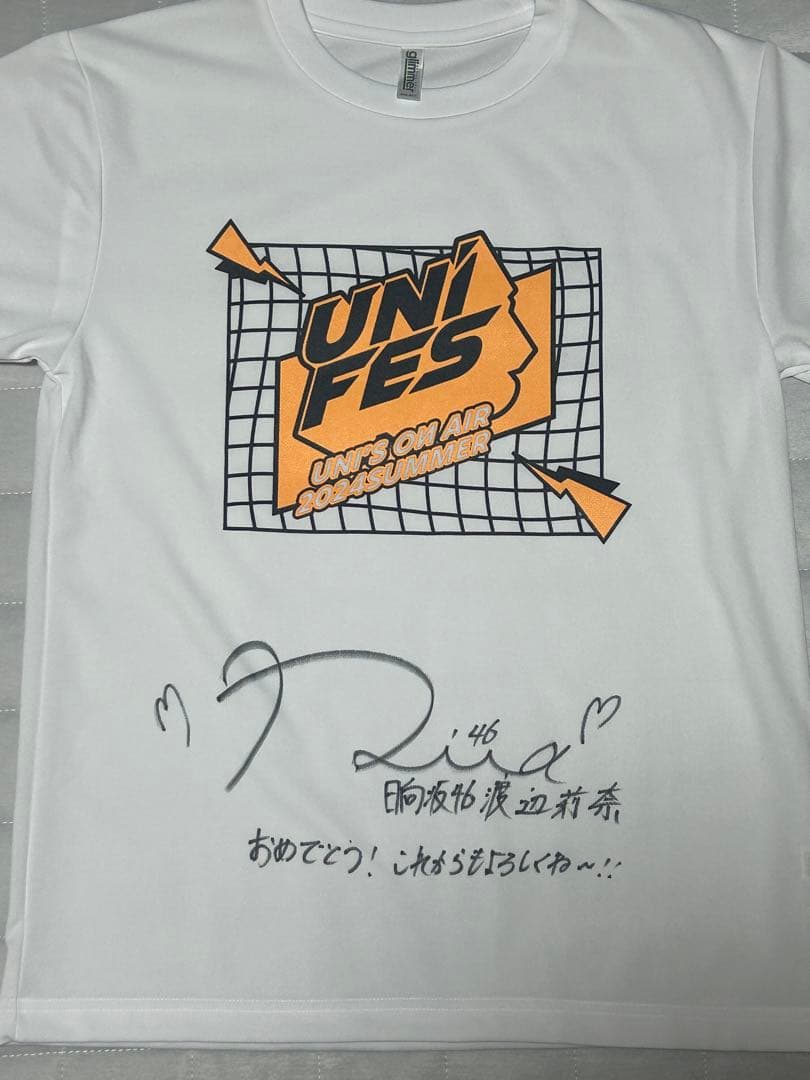 glimmer
UNI
FES
UNI'S ON AIR
2024SUMMER
Rina
46
日向坂46 渡辺莉奈
おめでとう! これからもよろしくね〜!!